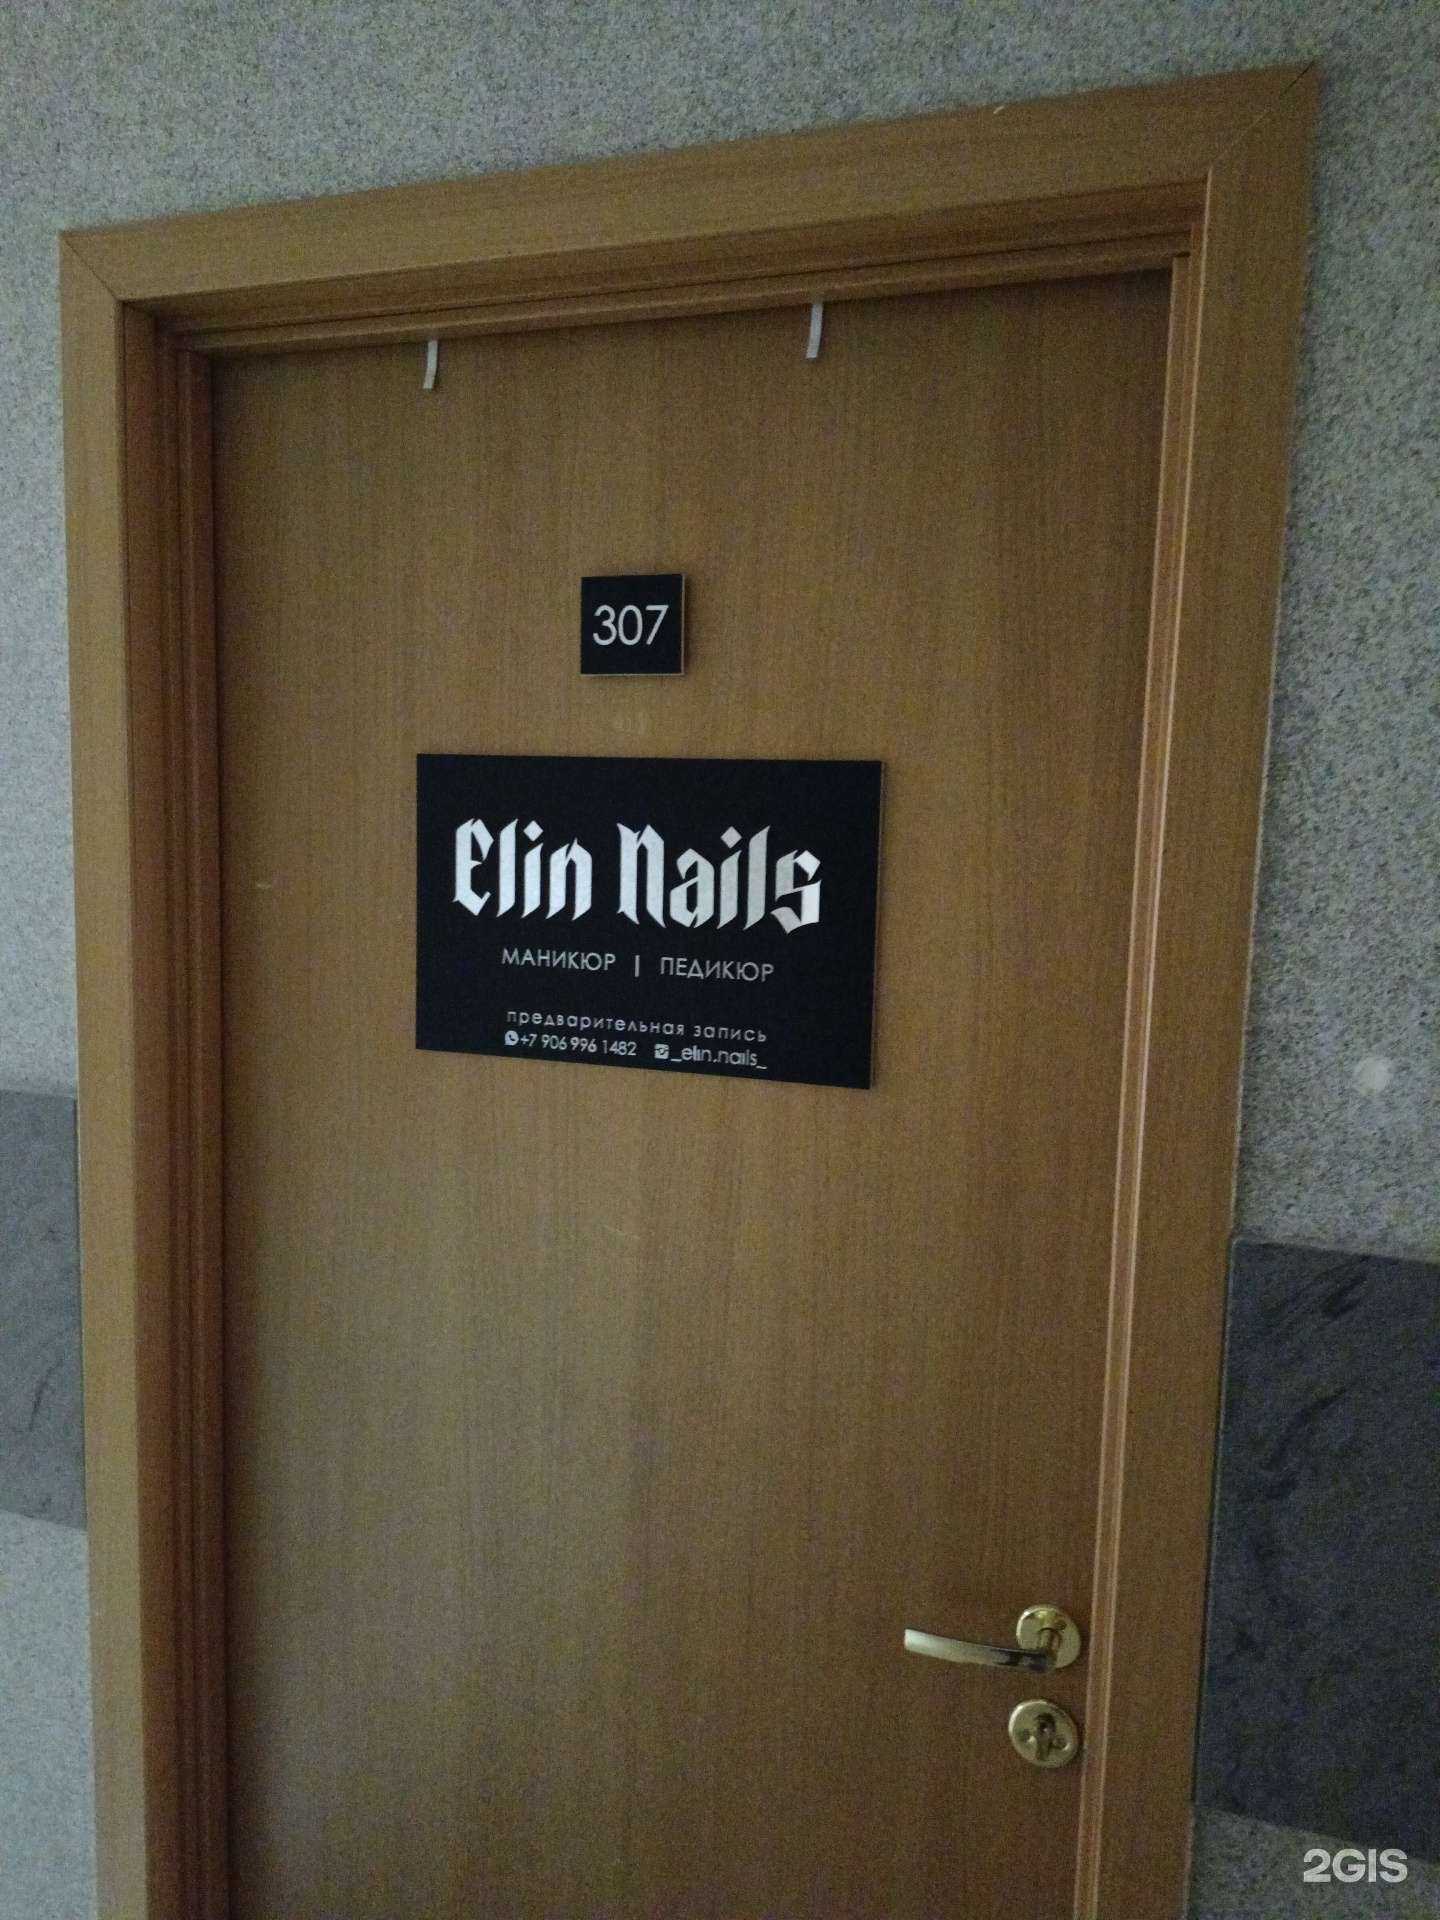 307
Elin Nails
МАНИКЮР | ПЕДИКЮР
предварительная запись
+7 906 996 1482 _elin.nails_
2GIS